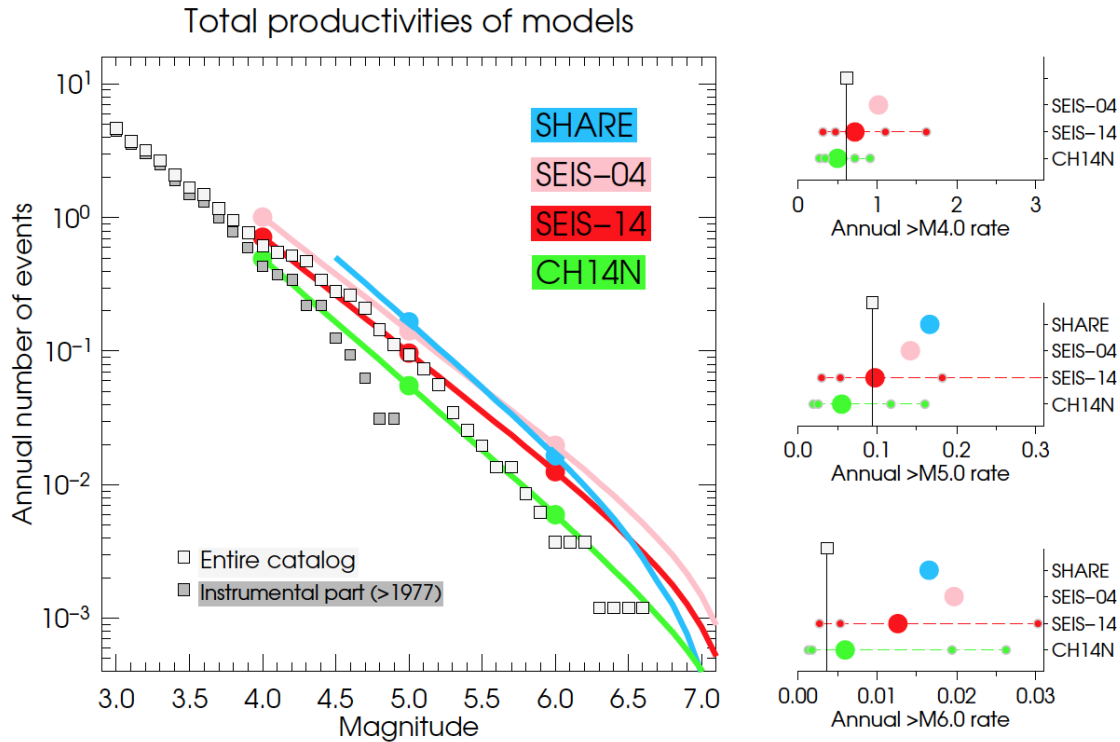 Total productivities of models
Annual number of events
10¹
10⁰
10⁻¹
10⁻²
10⁻³
SHARE
SEIS–04
SEIS–14
CH14N
Entire catalog
Instrumental part (>1977)
3.0 3.5 4.0 4.5 5.0 5.5 6.0 6.5 7.0
Magnitude
SEIS–04
SEIS–14
CH14N
0 1 2 3
Annual >M4.0 rate
SHARE
SEIS–04
SEIS–14
CH14N
0.0 0.1 0.2 0.3
Annual >M5.0 rate
SHARE
SEIS–04
SEIS–14
CH14N
0.00 0.01 0.02 0.03
Annual >M6.0 rate